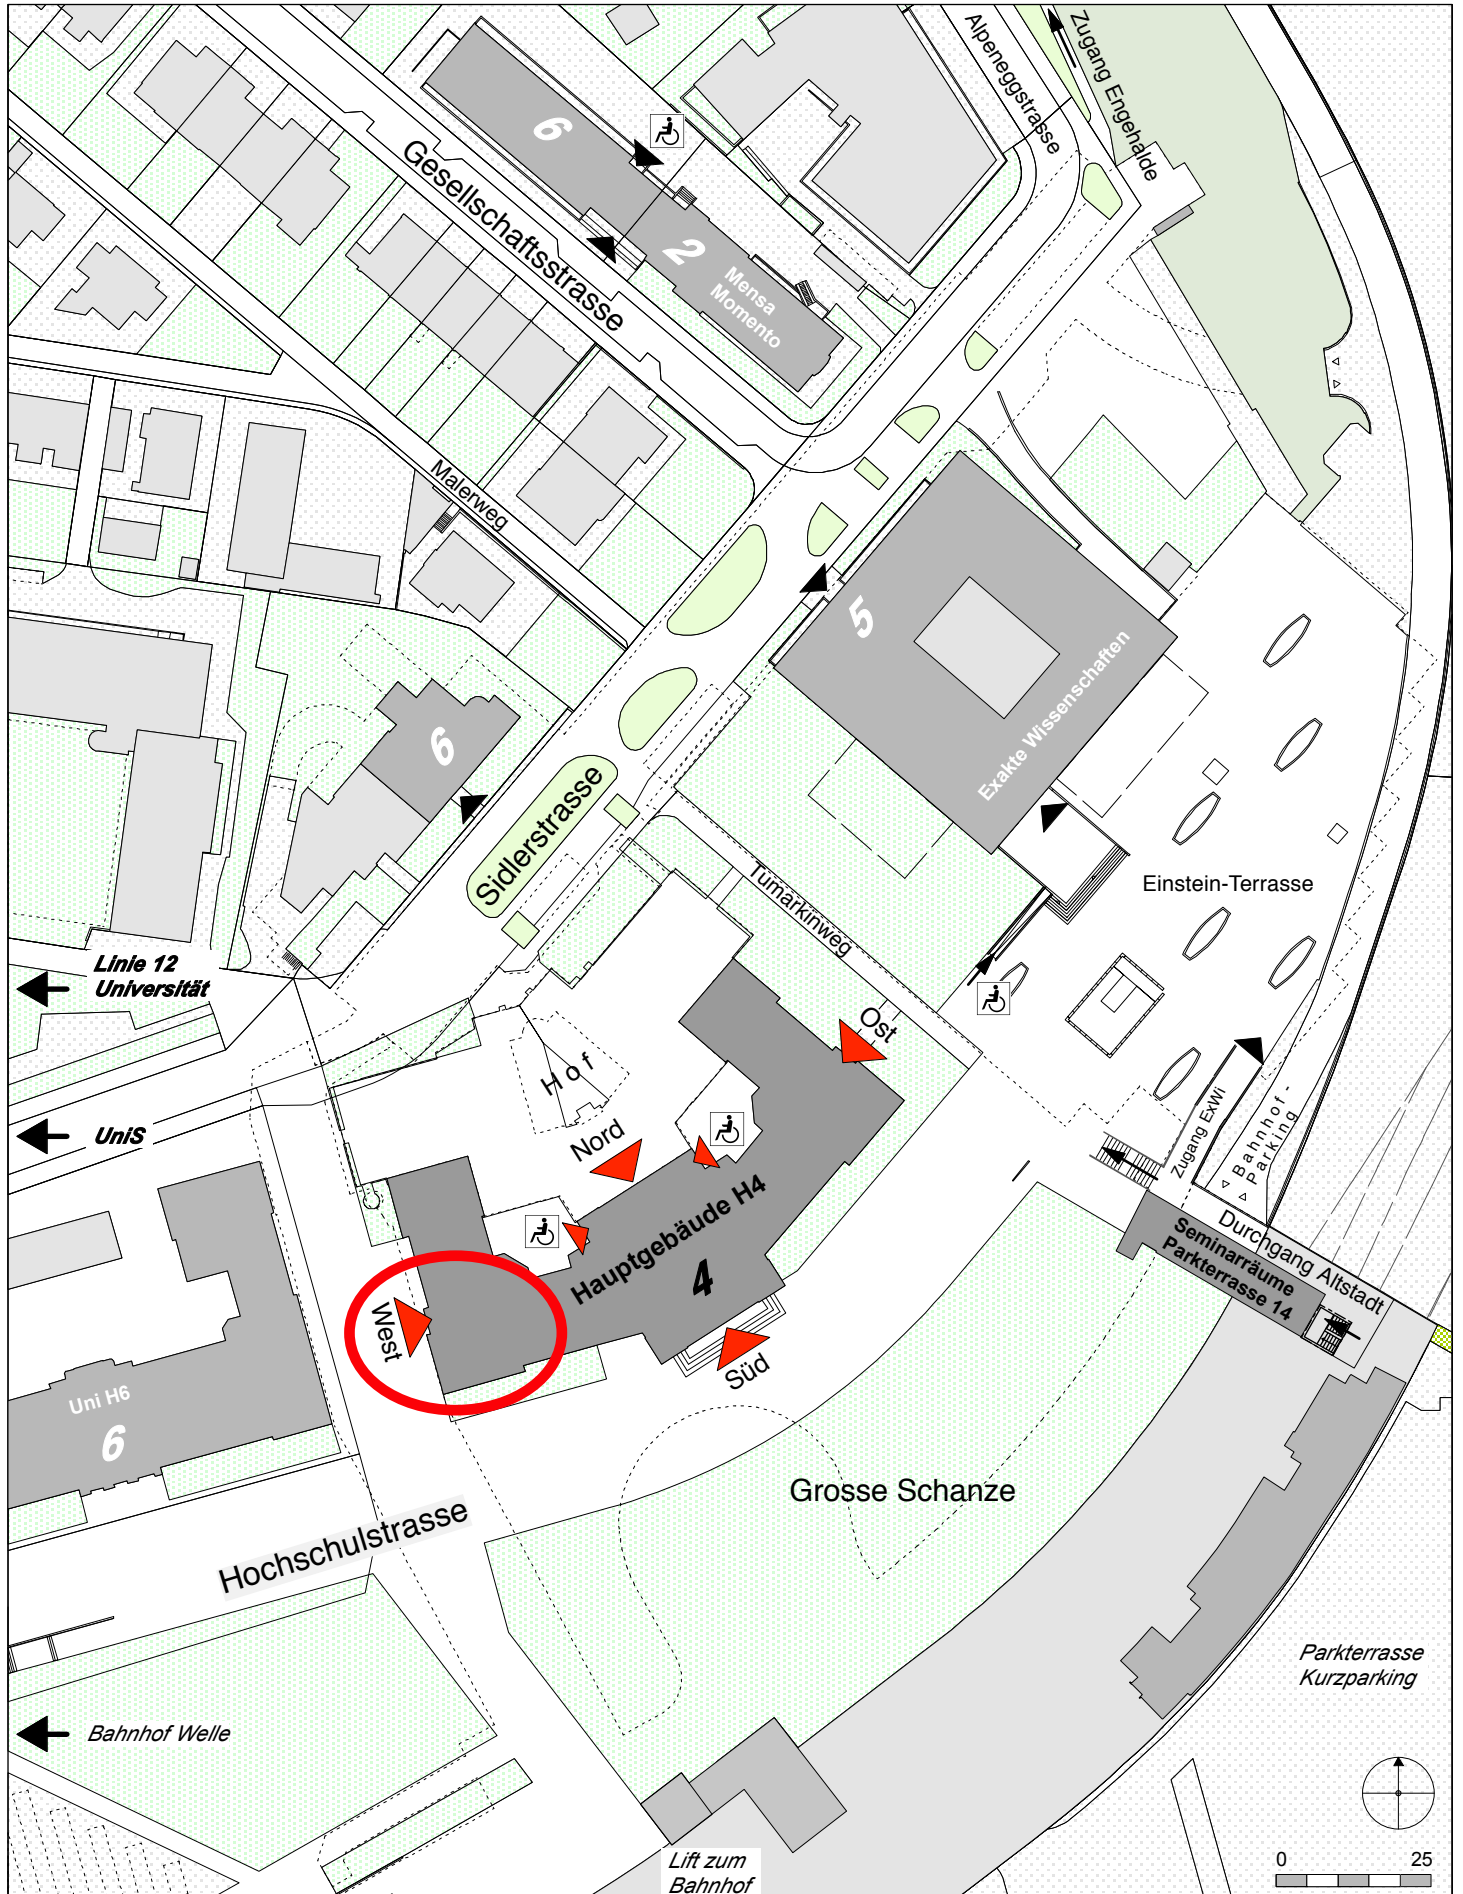 Alpeneggstrasse
Zugang Engehalde
6
Gesellschaftsstrasse
2
Mensa
Momento
Malerweg
5
Exakte Wissenschaften
6
Sidlerstrasse
Tumarkinweg
Einstein-Terrasse
Linie 12
Universität
Ost
Hof
Nord
UniS
Zugang ExWi
Bahnhof-
Parking
Hauptgebäude H4
4
Durchgang Altstadt
Seminarräume
Parkterrasse 14
West
Süd
Uni H6
6
Grosse Schanze
Hochschulstrasse
Parkterrasse
Kurzparking
Bahnhof Welle
Lift zum
Bahnhof
0 25